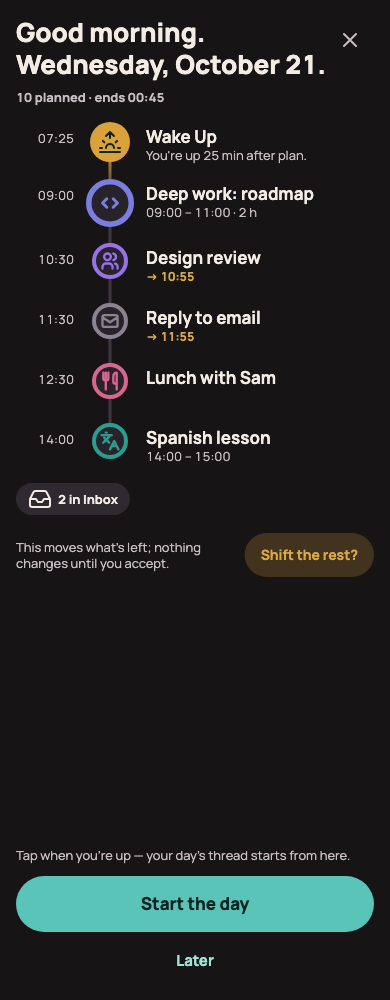 Good morning.
Wednesday, October 21.
10 planned · ends 00:45
07:25
Wake Up
You're up 25 min after plan.
09:00
Deep work: roadmap
09:00 – 11:00 · 2 h
10:30
Design review
→ 10:55
11:30
Reply to email
→ 11:55
12:30
Lunch with Sam
14:00
Spanish lesson
14:00 – 15:00
2 in Inbox
This moves what's left; nothing
changes until you accept.
Shift the rest?
Tap when you're up — your day's thread starts from here.
Start the day
Later